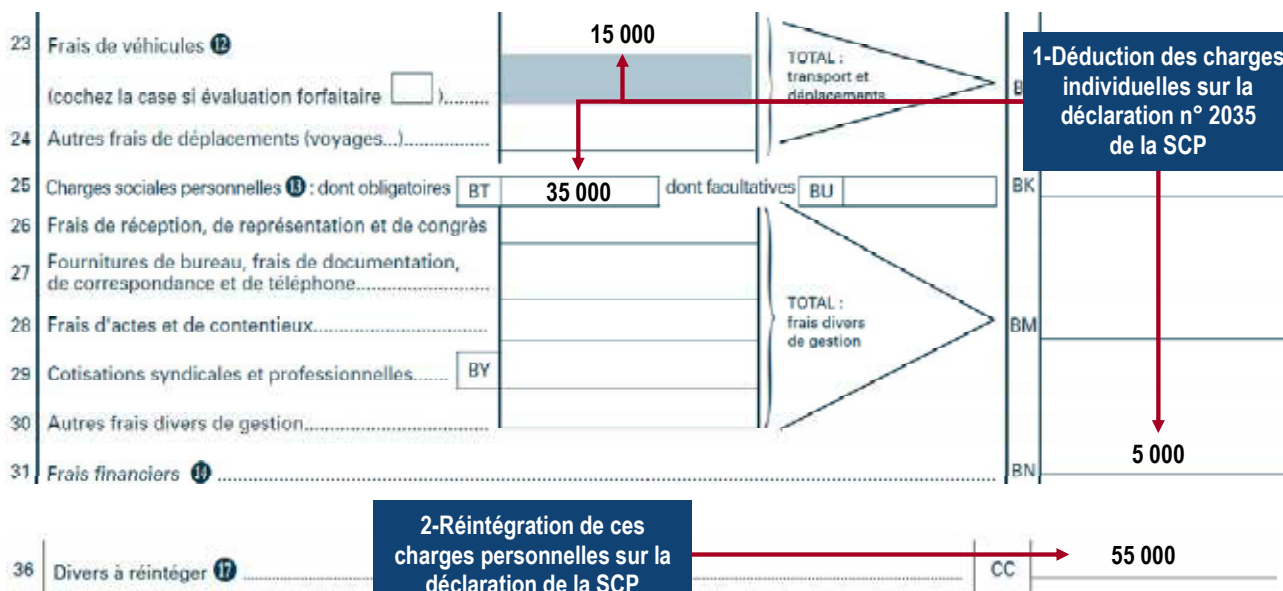 23 Frais de véhicules ⓬ 15 000
(cochez la case si évaluation forfaitaire )........
TOTAL :
transport et
déplacements
B
1-Déduction des charges
individuelles sur la
déclaration n° 2035
de la SCP
24 Autres frais de déplacements (voyages...)...................
25 Charges sociales personnelles ⓭ : dont obligatoires BT 35 000 dont facultatives BU BK
26 Frais de réception, de représentation et de congrès
27 Fournitures de bureau, frais de documentation,
de correspondance et de téléphone......................
28 Frais d'actes et de contentieux.............................
TOTAL :
frais divers
de gestion
BM
29 Cotisations syndicales et professionnelles....... BY
30 Autres frais divers de gestion..............................
31 Frais financiers ⓮ ........................................ BN 5 000
2-Réintégration de ces
charges personnelles sur la
déclaration de la SCP
36 Divers à réintéger ⓱ ........................................ CC 55 000